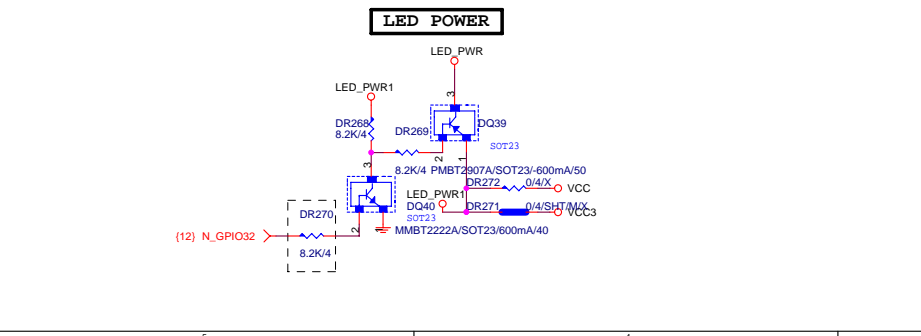 LED POWER
LED_PWR
LED_PWR1
3
DR268
8.2K/4
DR269
DQ39
SOT23
3
2
1
8.2K/4
PMBT2907A/SOT23/-600mA/50
DR272
0/4/X
VCC
LED_PWR1
DQ40
DR271
0/4/SHT/M/X
VCC3
SOT23
DR270
MMBT2222A/SOT23/600mA/40
{12}
N_GPIO32
2
8.2K/4